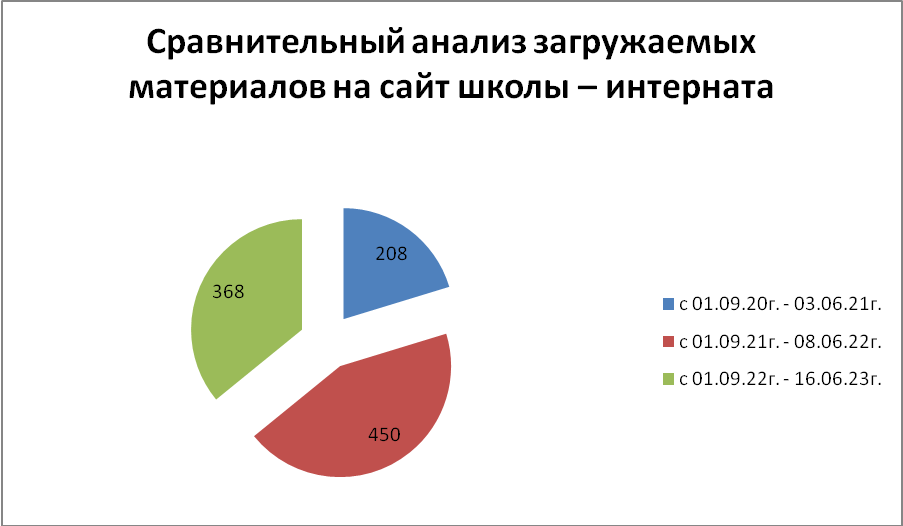 Сравнительный анализ загружаемых
материалов на сайт школы – интерната
208
368
450
с 01.09.20г. - 03.06.21г.
с 01.09.21г. - 08.06.22г.
с 01.09.22г. - 16.06.23г.